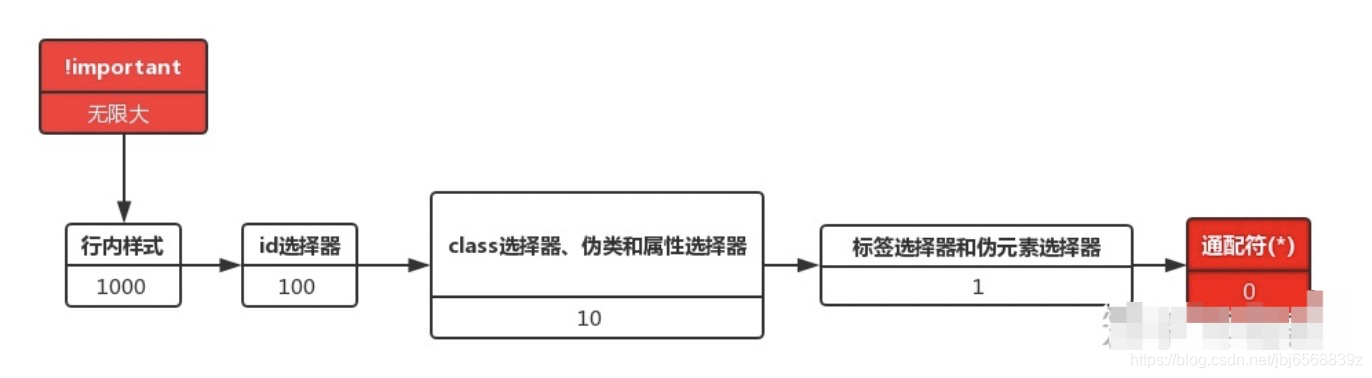 !important
无限大
行内样式
1000
id选择器
100
class选择器、伪类和属性选择器
10
标签选择器和伪元素选择器
1
通配符(*)
0
https://blog.csdn.net/jbj6568839z